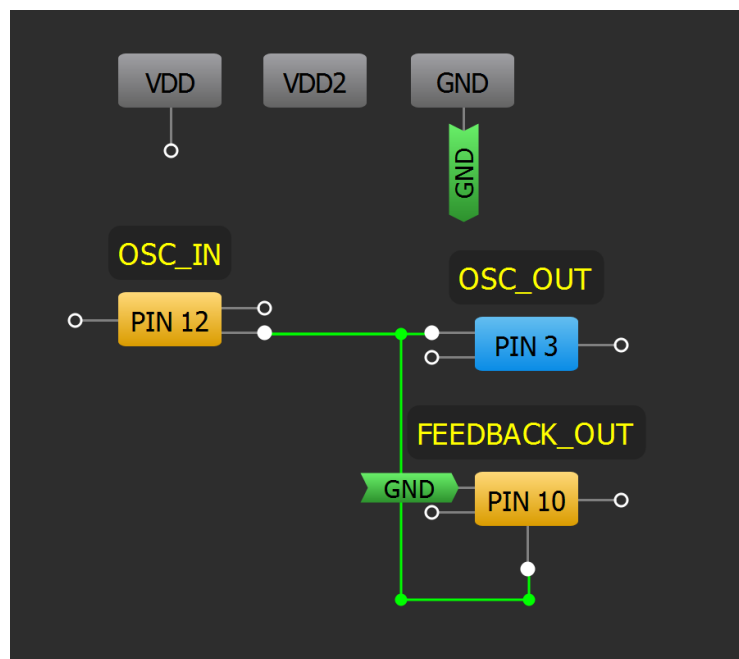 VDD
VDD2
GND
GND
OSC_IN
OSC_OUT
PIN 12
PIN 3
FEEDBACK_OUT
GND
PIN 10